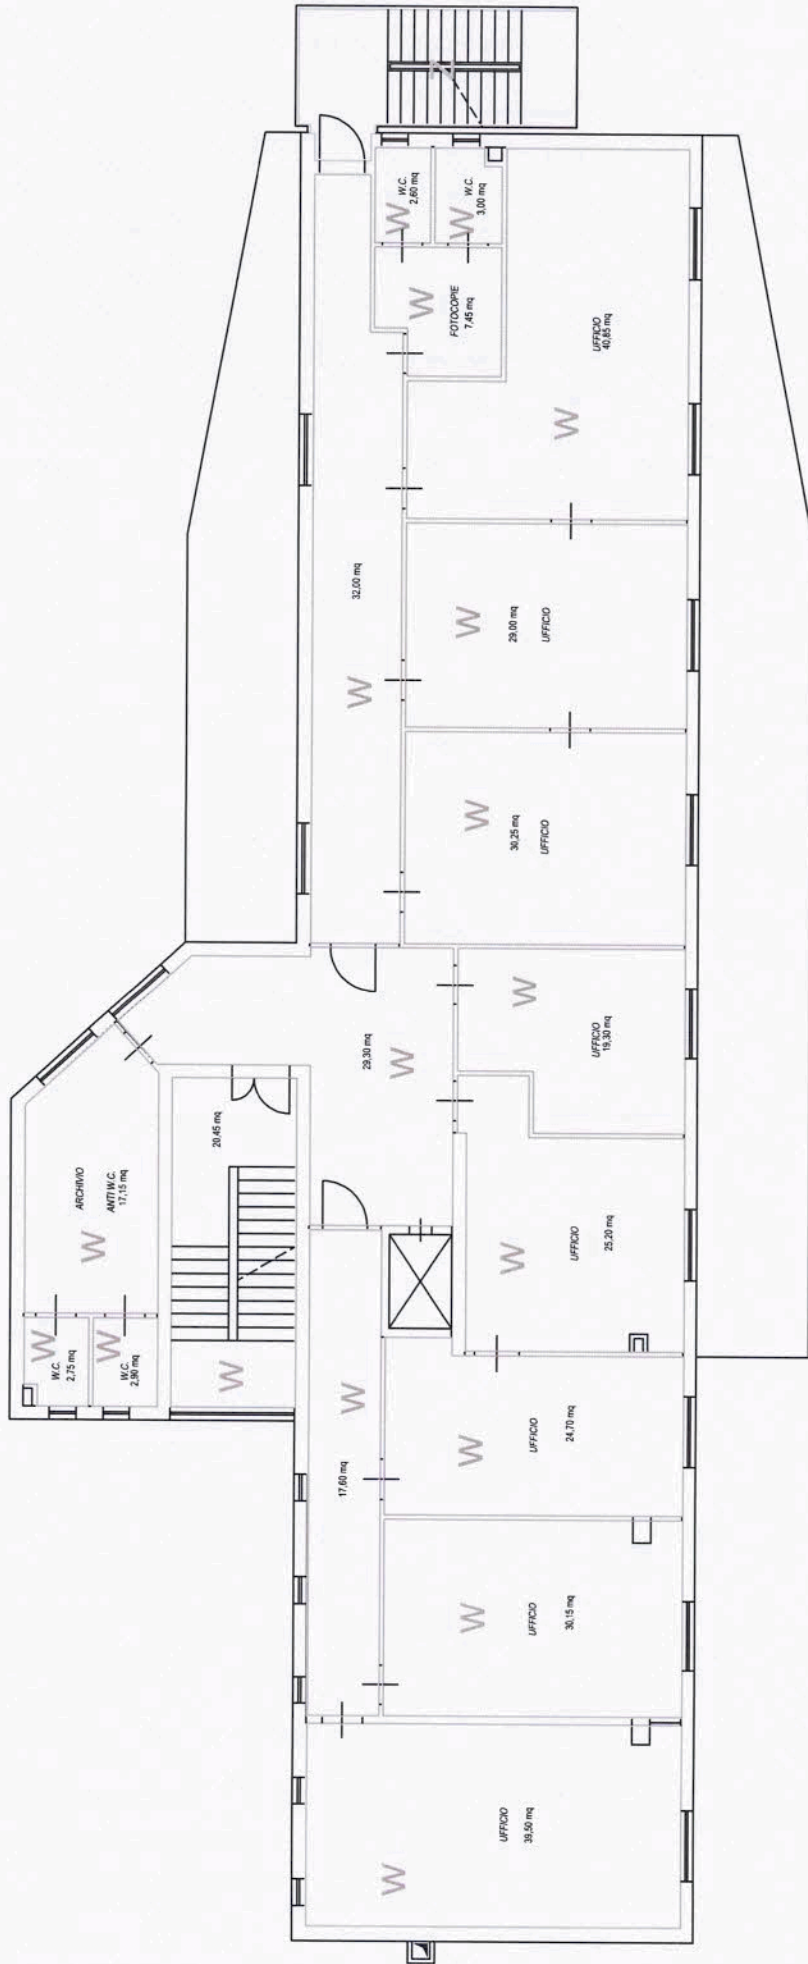 Z
W
W.C.
2,60 mq
W
W.C.
3,00 mq
W
FOTOCOPIE
7,45 mq
UFFICIO
40,85 mq
W
32,00 mq
W
W
29,00 mq
UFFICIO
W
30,25 mq
UFFICIO
W
UFFICIO
19,30 mq
29,30 mq
W
20,45 mq
ARCHIVIO
ANTI W.C.
17,15 mq
W
W
UFFICIO
25,20 mq
W
W.C.
2,75 mq
W
W.C.
2,90 mq
W
W
17,60 mq
W
UFFICIO
24,70 mq
W
UFFICIO
30,15 mq
UFFICIO
39,50 mq
W